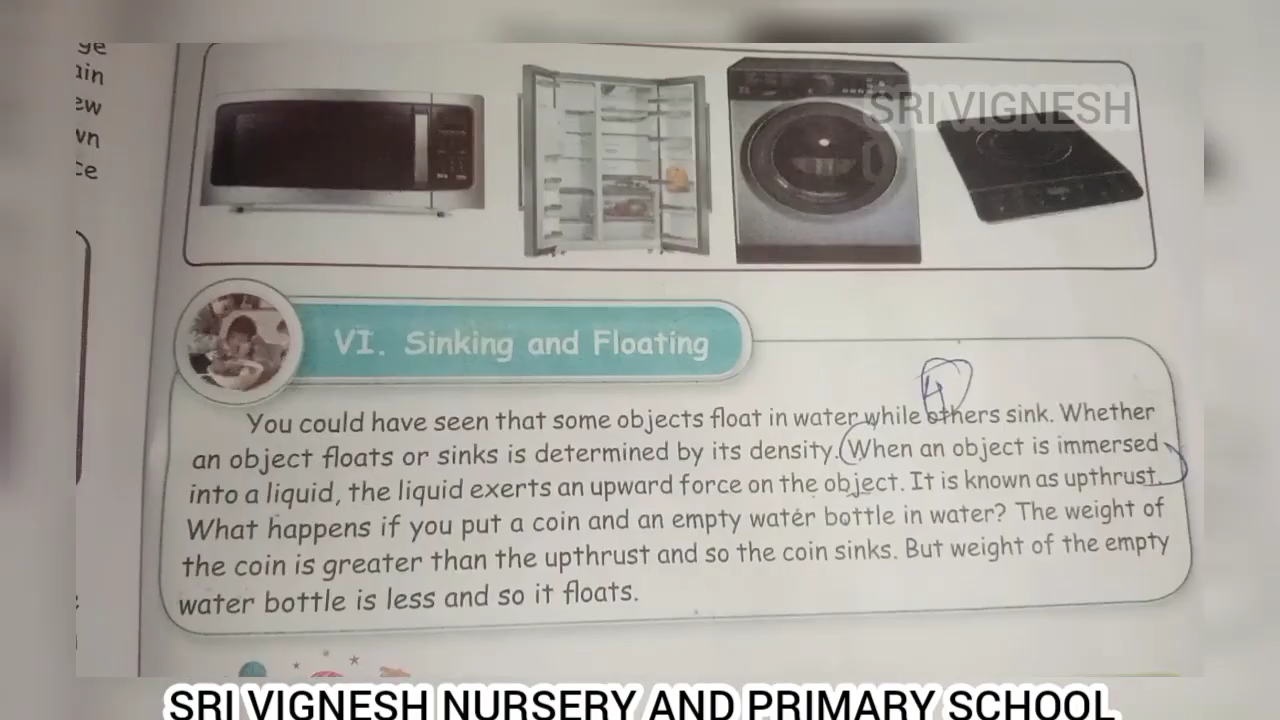 ge
ain
ew
wn
ce
SRI VIGNESH
VI. Sinking and Floating
4
You could have seen that some objects float in water while others sink. Whether
an object floats or sinks is determined by its density. When an object is immersed
into a liquid, the liquid exerts an upward force on the object. It is known as upthrust.
What happens if you put a coin and an empty water bottle in water? The weight of
the coin is greater than the upthrust and so the coin sinks. But weight of the empty
water bottle is less and so it floats.
SRI VIGNESH NURSERY AND PRIMARY SCHOOL